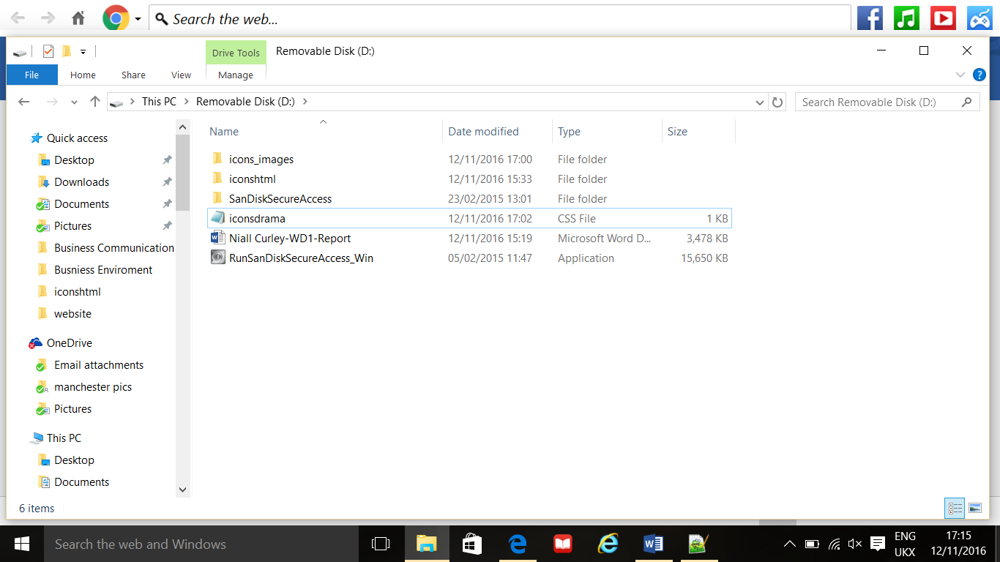 Search the web...
Drive Tools Removable Disk (D:)
File Home Share View Manage
This PC Removable Disk (D:) Search Removable Disk (D:)
Quick access
Desktop
Downloads
Documents
Pictures
Business Communication
Busniess Enviroment
iconshtml
website
OneDrive
Email attachments
manchester pics
Pictures
This PC
Desktop
Documents
Name Date modified Type Size
icons_images 12/11/2016 17:00 File folder
iconshtml 12/11/2016 15:33 File folder
SanDiskSecureAccess 23/02/2015 13:01 File folder
iconsdrama 12/11/2016 17:02 CSS File 1 KB
Niall Curley-WD1-Report 12/11/2016 15:19 Microsoft Word D... 3,478 KB
RunSanDiskSecureAccess_Win 05/02/2015 11:47 Application 15,650 KB
6 items
Search the web and Windows
ENG
UKX
17:15
12/11/2016